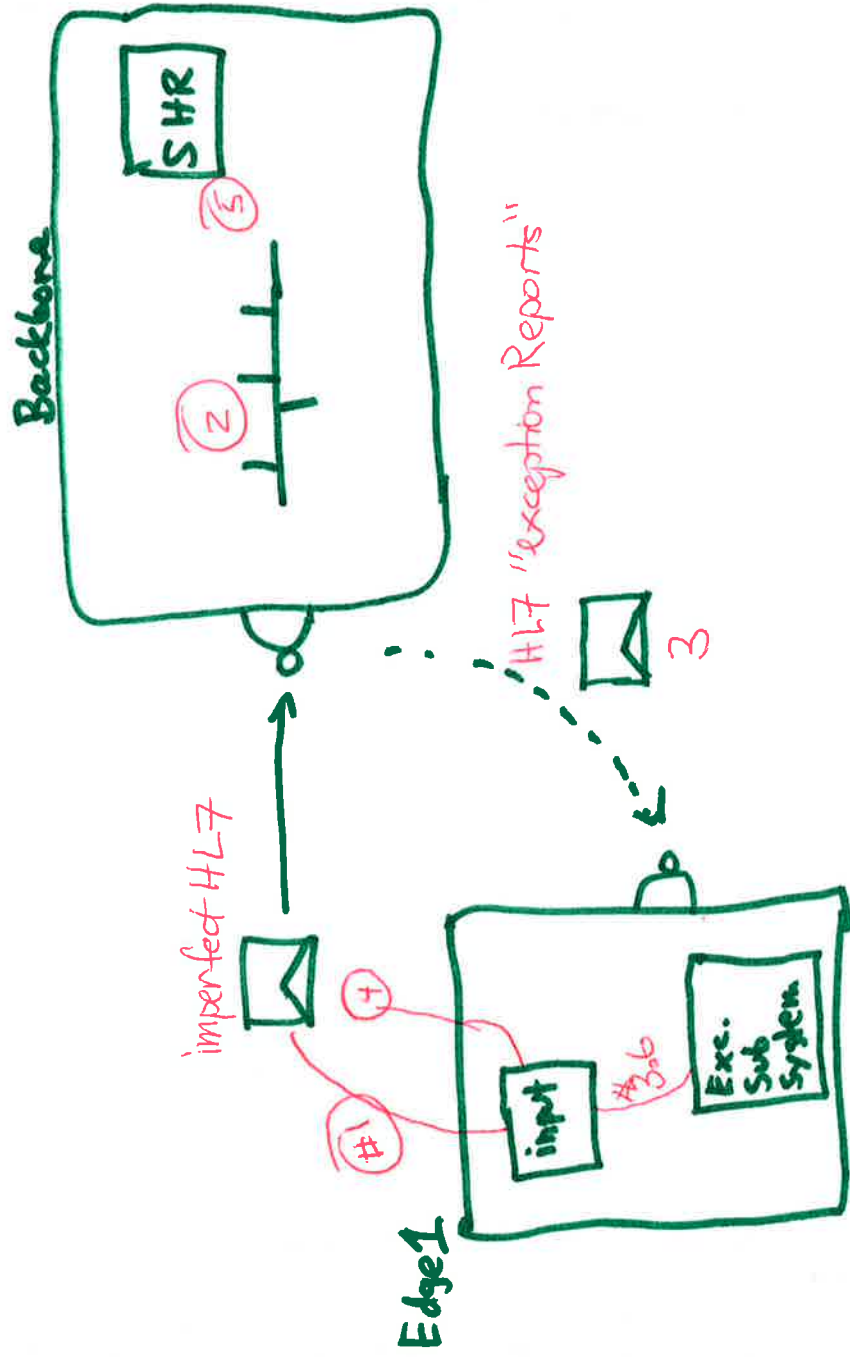 Backbone
SHR
5
2
imperfect HL7
HL7 "exception Reports"
3
#1
4
Edge1
input
#3.6
Exc.
Sub
System